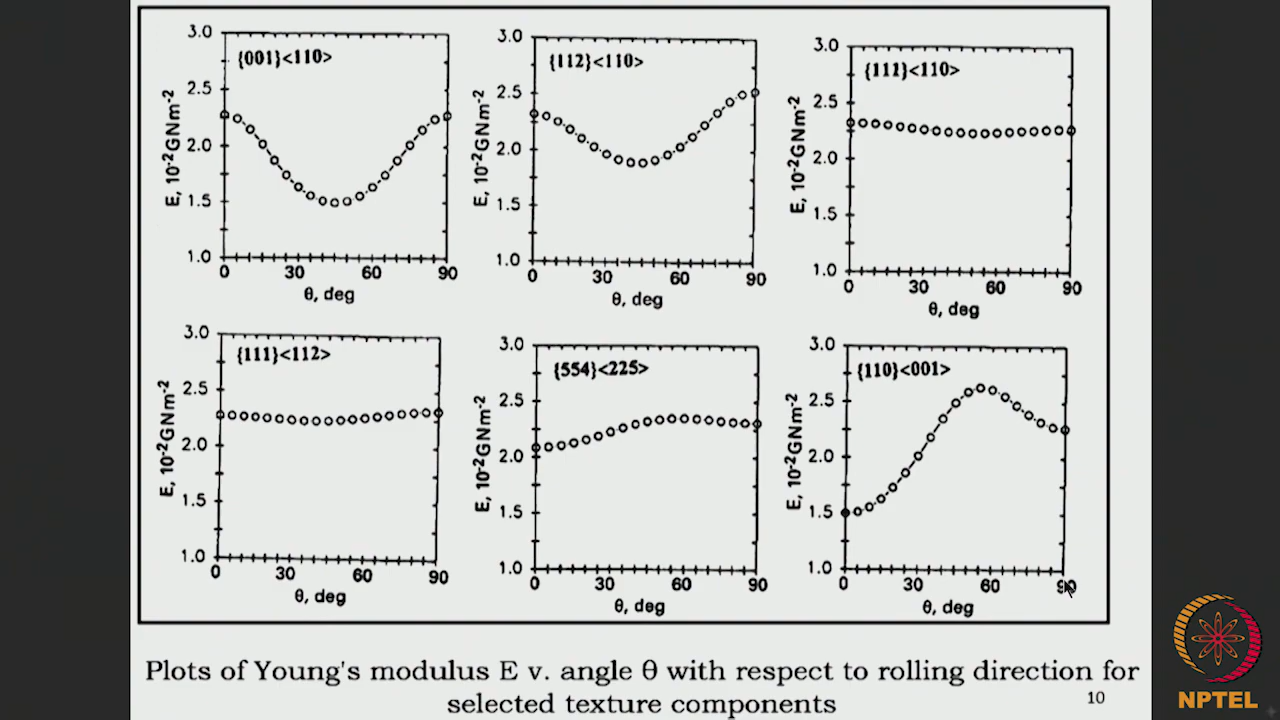 3.0
2.5
2.0
1.5
1.0
{001}<110>
E, 10⁻²GNm⁻²
0 30 60 90
θ, deg
3.0
2.5
2.0
1.5
1.0
{112}<110>
E, 10⁻²GNm⁻²
0 30 60 90
θ, deg
3.0
2.5
2.0
1.5
1.0
{111}<110>
E, 10⁻²GNm⁻²
0 30 60 90
θ, deg
3.0
2.5
2.0
1.5
1.0
{111}<112>
E, 10⁻²GNm⁻²
0 30 60 90
θ, deg
3.0
2.5
2.0
1.5
1.0
{554}<225>
E, 10⁻²GNm⁻²
0 30 60 90
θ, deg
3.0
2.5
2.0
1.5
1.0
{110}<001>
E, 10⁻²GNm⁻²
0 30 60 90
θ, deg
Plots of Young's modulus E v. angle θ with respect to rolling direction for
selected texture components
10
NPTEL